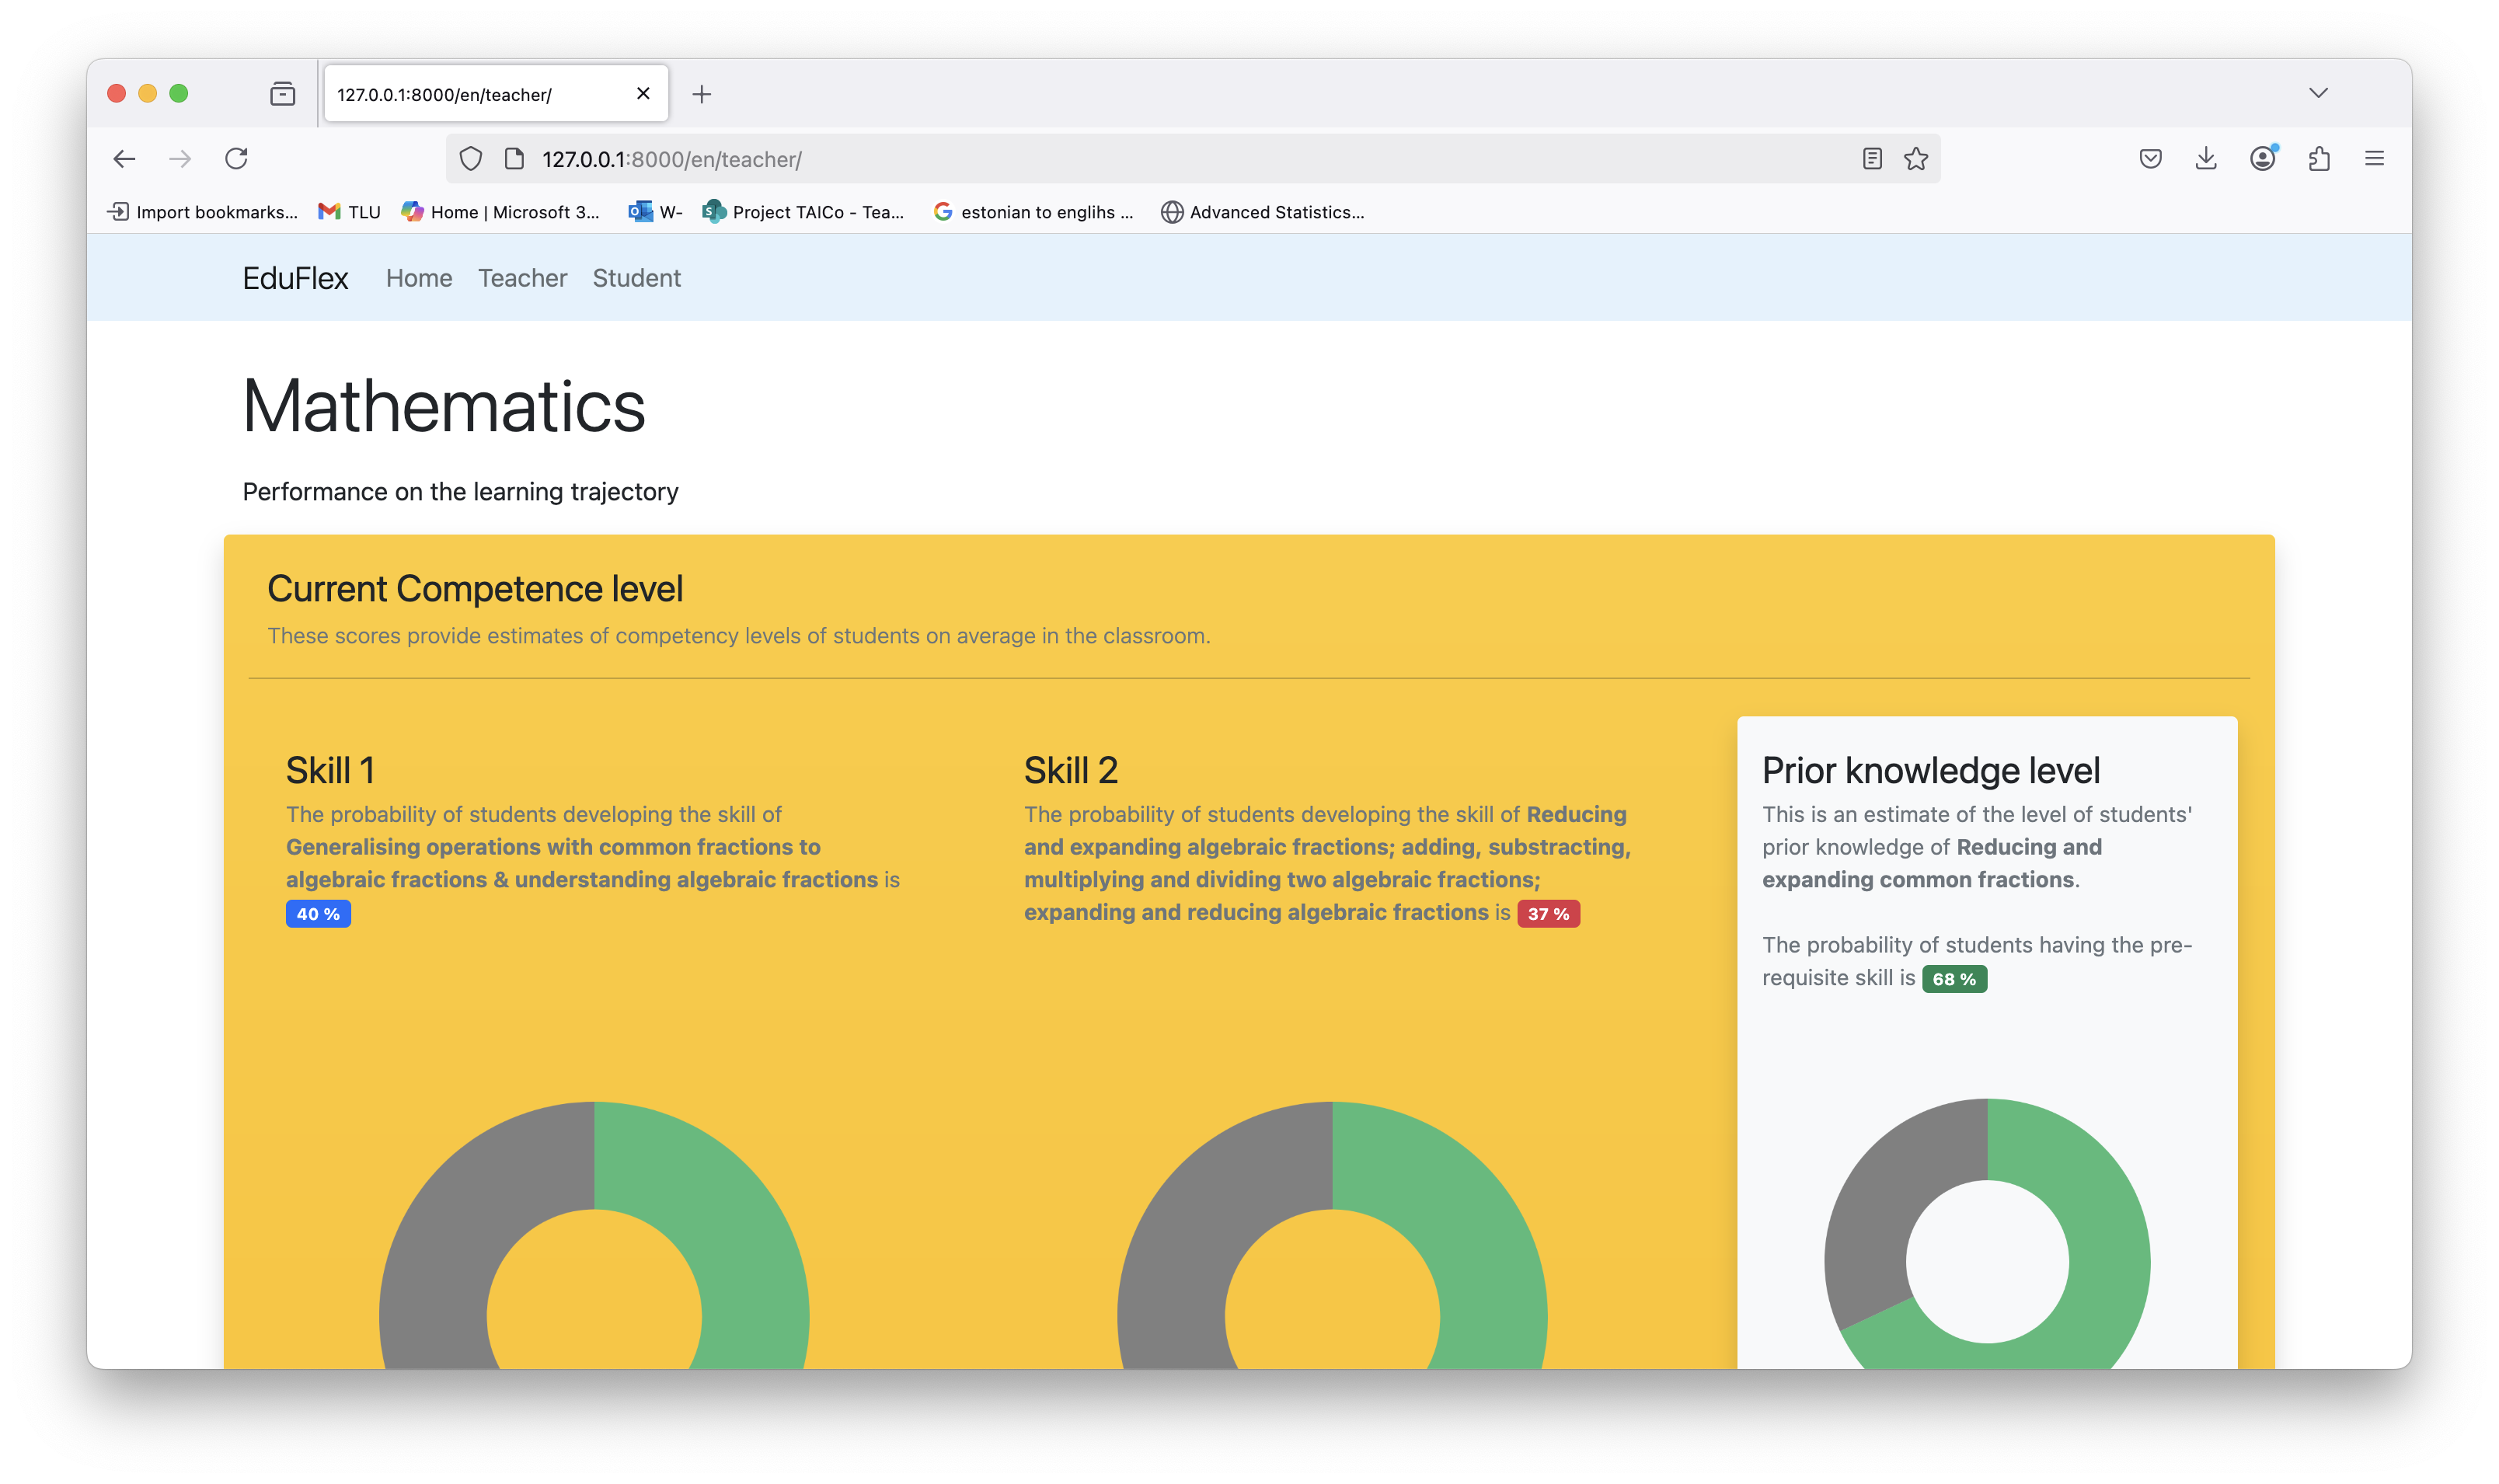 127.0.0.1:8000/en/teacher/
127.0.0.1:8000/en/teacher/
Import bookmarks... TLU Home | Microsoft 3... W- Project TAICo - Tea... estonian to englihs ... Advanced Statistics...
EduFlex Home Teacher Student
Mathematics
Performance on the learning trajectory
Current Competence level
These scores provide estimates of competency levels of students on average in the classroom.
Skill 1
The probability of students developing the skill of
Generalising operations with common fractions to
algebraic fractions & understanding algebraic fractions is
40 %
Skill 2
The probability of students developing the skill of Reducing
and expanding algebraic fractions; adding, substracting,
multiplying and dividing two algebraic fractions;
expanding and reducing algebraic fractions is 37 %
Prior knowledge level
This is an estimate of the level of students'
prior knowledge of Reducing and
expanding common fractions.
The probability of students having the pre-
requisite skill is 68 %